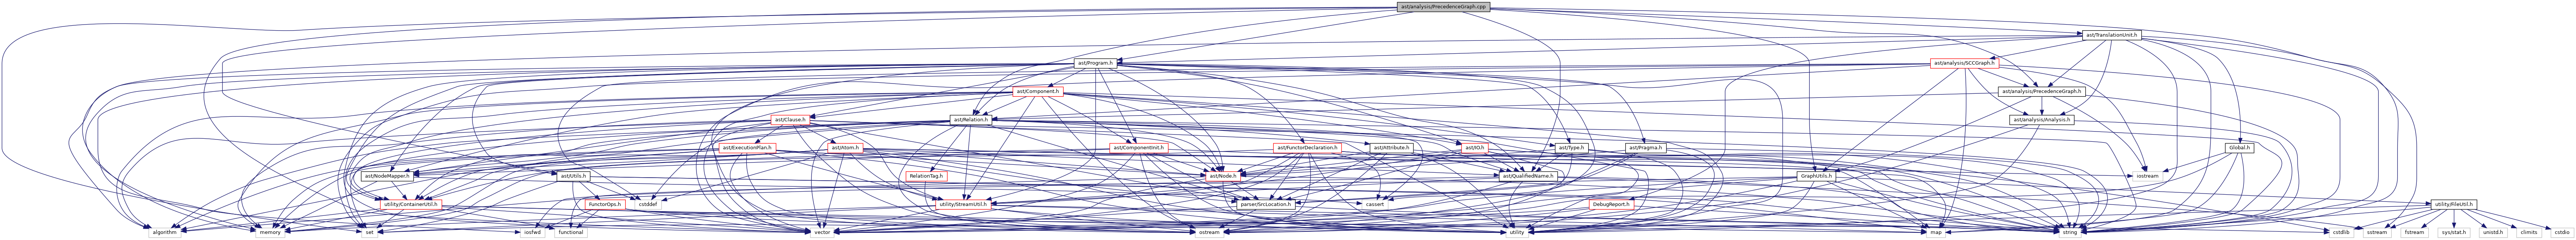 ast/analysis/PrecedenceGraph.cpp
ast/TranslationUnit.h
ast/Program.h
ast/analysis/SCCGraph.h
ast/Component.h
ast/analysis/PrecedenceGraph.h
ast/Clause.h
ast/Relation.h
ast/analysis/Analysis.h
ast/ExecutionPlan.h
ast/Atom.h
ast/ComponentInit.h
ast/FunctorDeclaration.h
ast/Attribute.h
ast/IO.h
ast/Type.h
ast/Pragma.h
Global.h
ast/NodeMapper.h
ast/utility/Utils.h
RelationTag.h
ast/Node.h
ast/QualifiedName.h
GraphUtils.h
iostream
utility/ContainerUtil.h
FunctorOps.h
cstddef
utility/StreamUtil.h
parser/SrcLocation.h
cassert
DebugReport.h
utility/FileUtil.h
algorithm
memory
set
iosfwd
functional
vector
ostream
utility
map
string
cstdlib
sstream
fstream
sys/stat.h
unistd.h
climits
cstdio